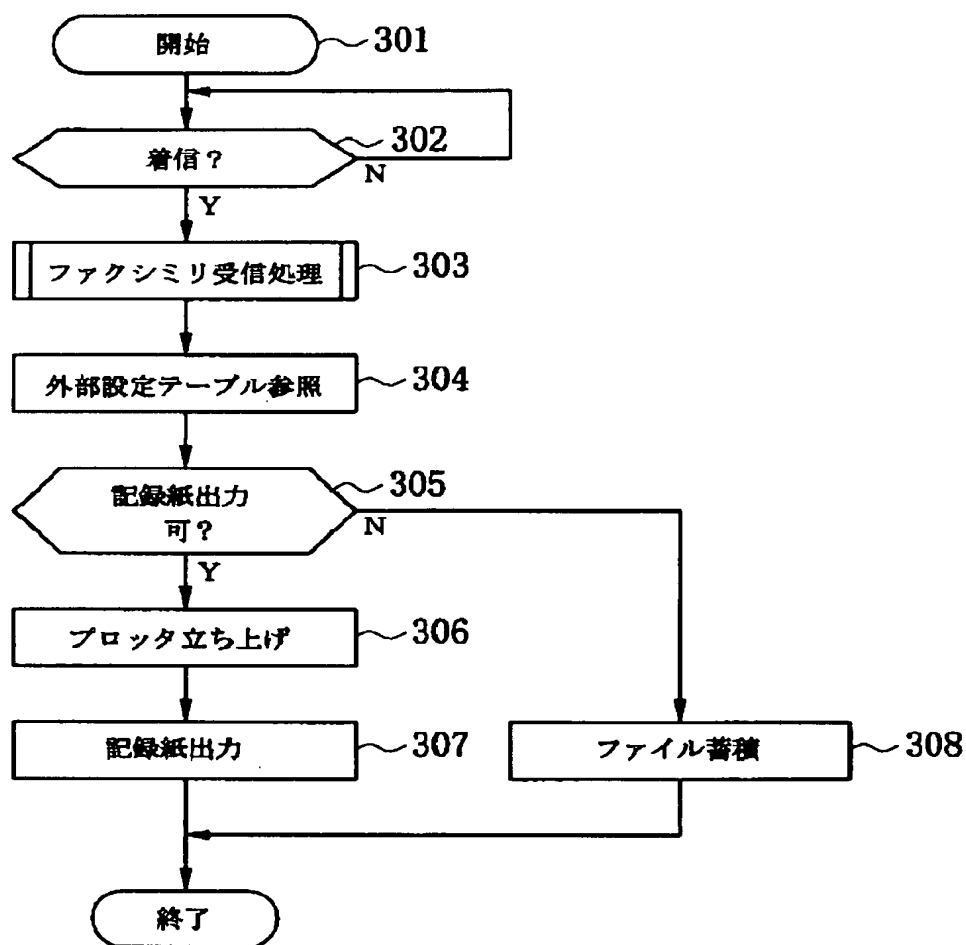 開始
301
着信？
302
N
Y
ファクシミリ受信処理
303
外部設定テーブル参照
304
記録紙出力
可？
305
N
Y
プロッタ立ち上げ
306
記録紙出力
307
ファイル蓄積
308
終了